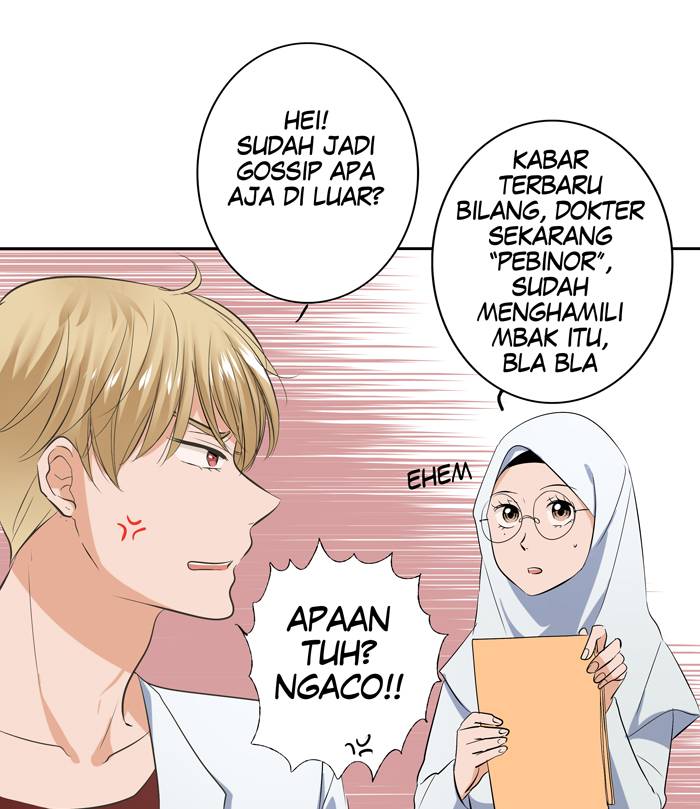 HEI!
SUDAH JADI
GOSSIP APA
AJA DI LUAR?
KABAR
TERBARU
BILANG, DOKTER
SEKARANG
"PEBINOR",
SUDAH
MENGHAMILI
MBAK ITU,
BLA BLA
EHEM
APAAN
TUH?
NGACO!!